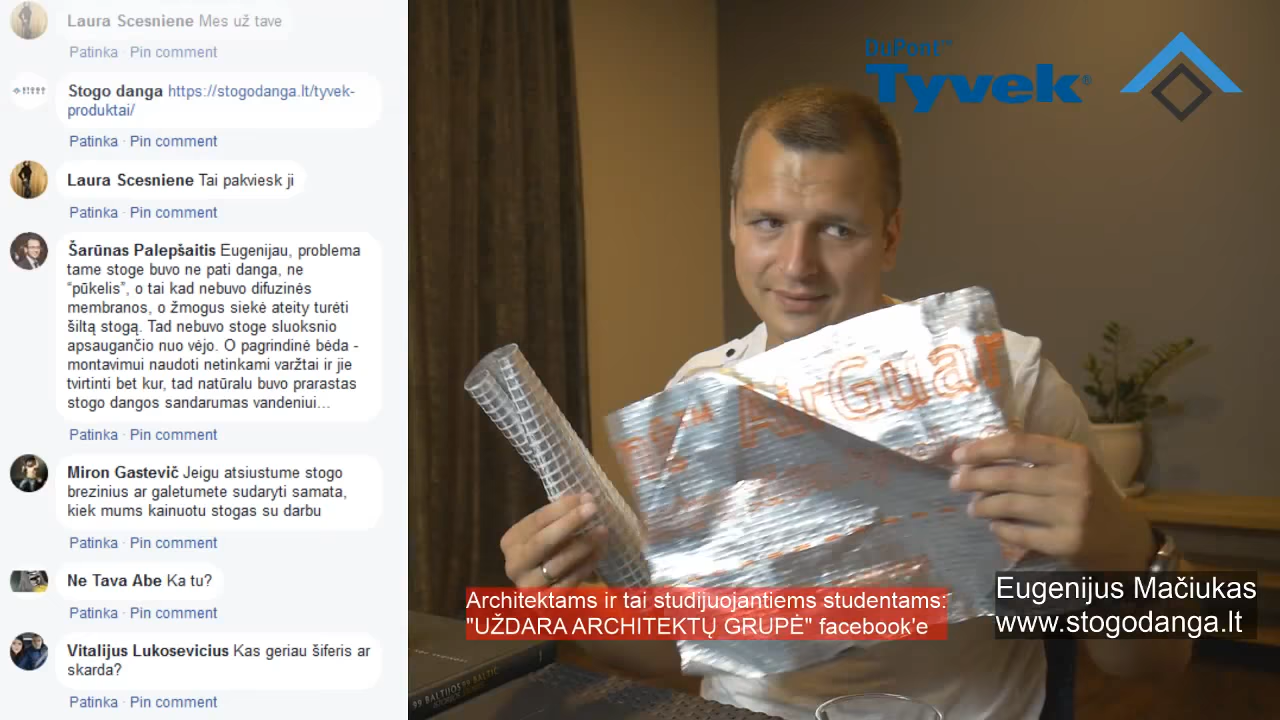 Laura Scesniene Mes už tave
Patinka · Pin comment
Stogo danga https://stogodanga.lt/tyvek-
produktai/
Patinka · Pin comment
Laura Scesniene Tai pakviesk ji
Patinka · Pin comment
Šarūnas Palepšaitis Eugenijau, problema
tame stoge buvo ne pati danga, ne
“pūkelis”, o tai kad nebuvo difuzinės
membranos, o žmogus siekė ateity turėti
šiltą stogą. Tad nebuvo stoge sluoksnio
apsaugančio nuo vėjo. O pagrindinė bėda -
montavimui naudoti netinkami varžtai ir jie
tvirtinti bet kur, tad natūralu buvo prarastas
stogo dangos sandarumas vandeniui...
Patinka · Pin comment
Miron Gastevič Jeigu atsiustume stogo
brezinius ar galetumete sudaryti samata,
kiek mums kainuotu stogas su darbu
Patinka · Pin comment
Ne Tava Abe Ka tu?
Patinka · Pin comment
Vitalijus Lukosevicius Kas geriau šiferis ar
skarda?
Patinka · Pin comment
DuPont™
Tyvek®
AirGuar
Architektams ir tai studijuojantiems studentams:
"UŽDARA ARCHITEKTŲ GRUPĖ" facebook'e
Eugenijus Mačiukas
www.stogodanga.lt
99 BALTIJOS 99 BALTIC